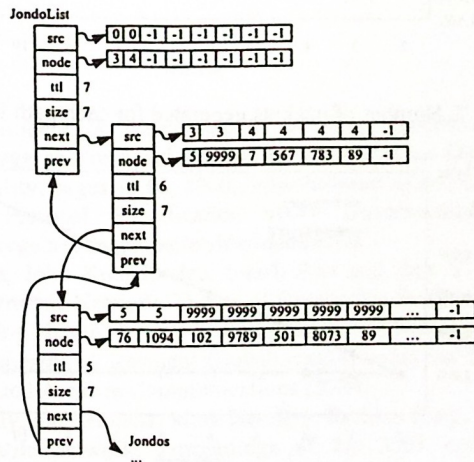 JondoList
src 0 0 -1 -1 -1 -1 -1 -1
node 3 4 -1 -1 -1 -1 -1 -1
ttl 7
size 7
next
prev
src 3 3 4 4 4 4 -1
node 5 9999 7 567 783 89 -1
ttl 6
size 7
next
prev
src 5 5 9999 9999 9999 9999 9999 ... -1
node 76 1094 102 9789 501 8073 89 ... -1
ttl 5
size 7
next
prev
Jondos
...